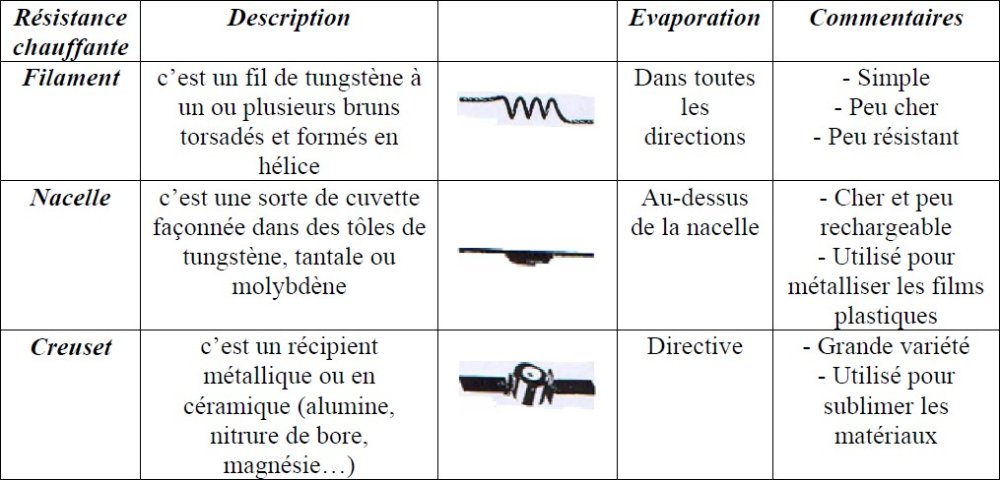 Résistance chauffante
Description
Evaporation
Commentaires
Filament
c’est un fil de tungstène à
un ou plusieurs bruns
torsadés et formés en
hélice
Dans toutes
les
directions
- Simple
- Peu cher
- Peu résistant
Nacelle
c’est une sorte de cuvette
façonnée dans des tôles de
tungstène, tantale ou
molybdène
Au-dessus
de la nacelle
- Cher et peu
rechargeable
- Utilisé pour
métalliser les films
plastiques
Creuset
c’est un récipient
métallique ou en
céramique (alumine,
nitrure de bore,
magnésie…)
Directive
- Grande variété
- Utilisé pour
sublimer les
matériaux